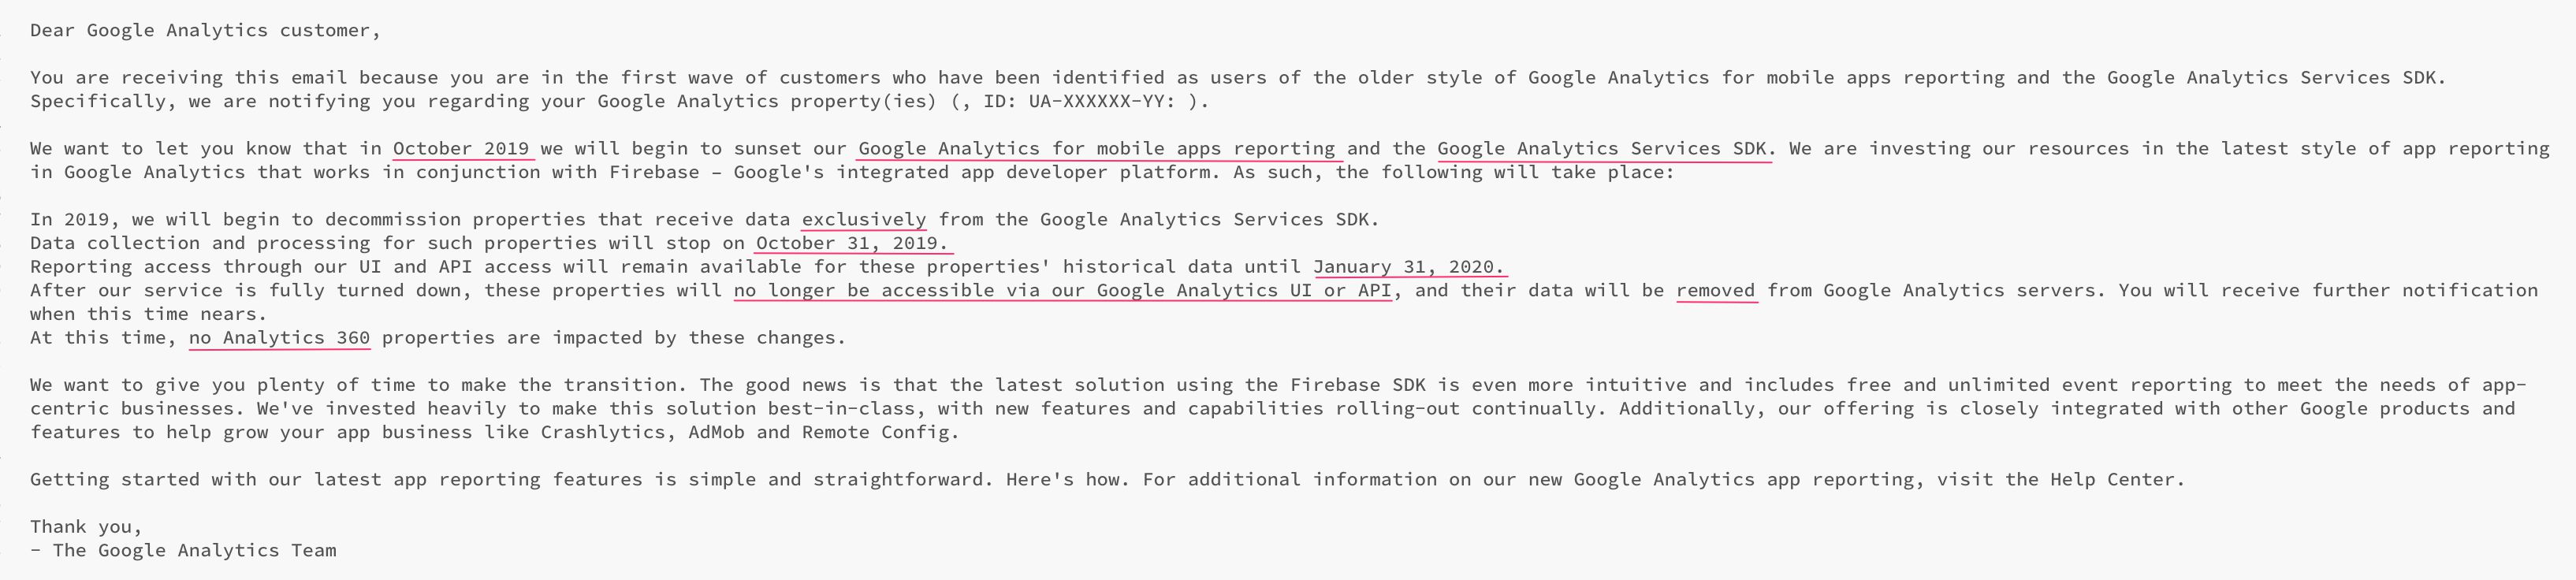 Dear Google Analytics customer,
You are receiving this email because you are in the first wave of customers who have been identified as users of the older style of Google Analytics for mobile apps reporting and the Google Analytics Services SDK.
Specifically, we are notifying you regarding your Google Analytics property(ies) (, ID: UA-XXXXXX-YY: ).
We want to let you know that in October 2019 we will begin to sunset our Google Analytics for mobile apps reporting and the Google Analytics Services SDK. We are investing our resources in the latest style of app reporting
in Google Analytics that works in conjunction with Firebase – Google's integrated app developer platform. As such, the following will take place:
In 2019, we will begin to decommission properties that receive data exclusively from the Google Analytics Services SDK.
Data collection and processing for such properties will stop on October 31, 2019.
Reporting access through our UI and API access will remain available for these properties' historical data until January 31, 2020.
After our service is fully turned down, these properties will no longer be accessible via our Google Analytics UI or API, and their data will be removed from Google Analytics servers. You will receive further notification
when this time nears.
At this time, no Analytics 360 properties are impacted by these changes.
We want to give you plenty of time to make the transition. The good news is that the latest solution using the Firebase SDK is even more intuitive and includes free and unlimited event reporting to meet the needs of app-
centric businesses. We've invested heavily to make this solution best-in-class, with new features and capabilities rolling-out continually. Additionally, our offering is closely integrated with other Google products and
features to help grow your app business like Crashlytics, AdMob and Remote Config.
Getting started with our latest app reporting features is simple and straightforward. Here's how. For additional information on our new Google Analytics app reporting, visit the Help Center.
Thank you,
- The Google Analytics Team